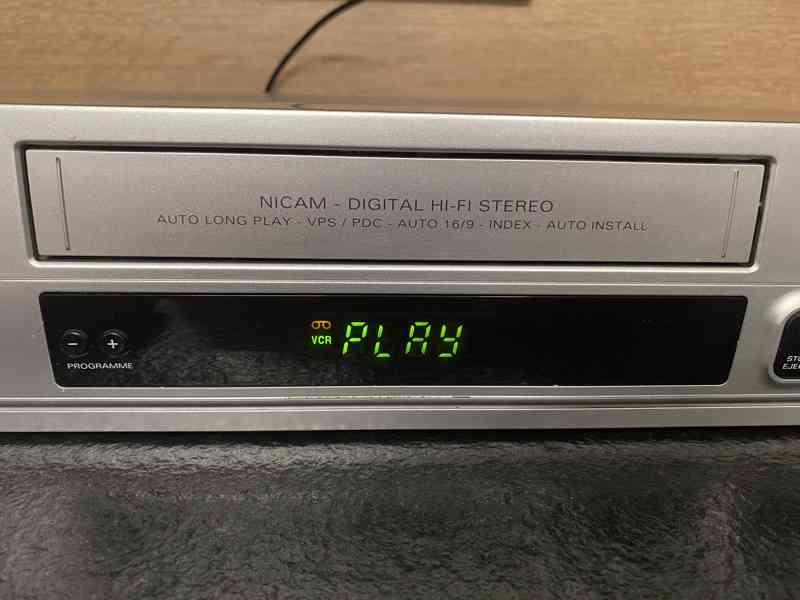 NICAM - DIGITAL HI-FI STEREO
AUTO LONG PLAY - VPS / PDC - AUTO 16/9 - INDEX - AUTO INSTALL
VCR PLAY
- +
PROGRAMME